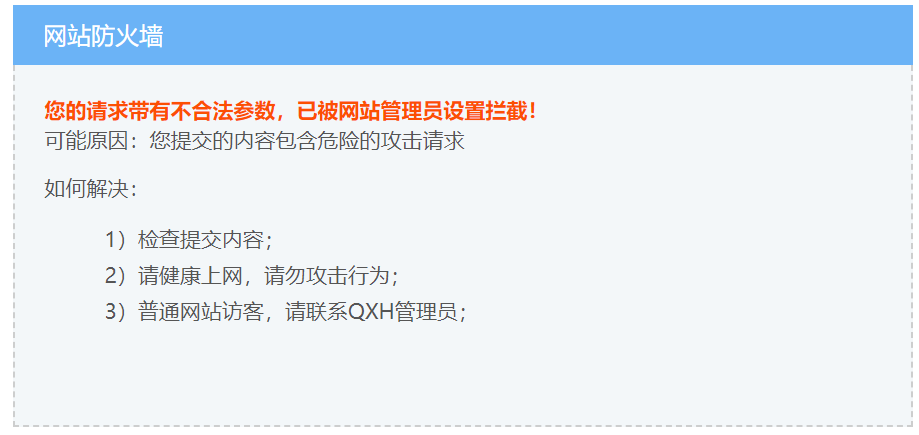 网站防火墙
您的请求带有不合法参数，已被网站管理员设置拦截！
可能原因：您提交的内容包含危险的攻击请求
如何解决：
1）检查提交内容；
2）请健康上网，请勿攻击行为；
3）普通网站访客，请联系QXH管理员；